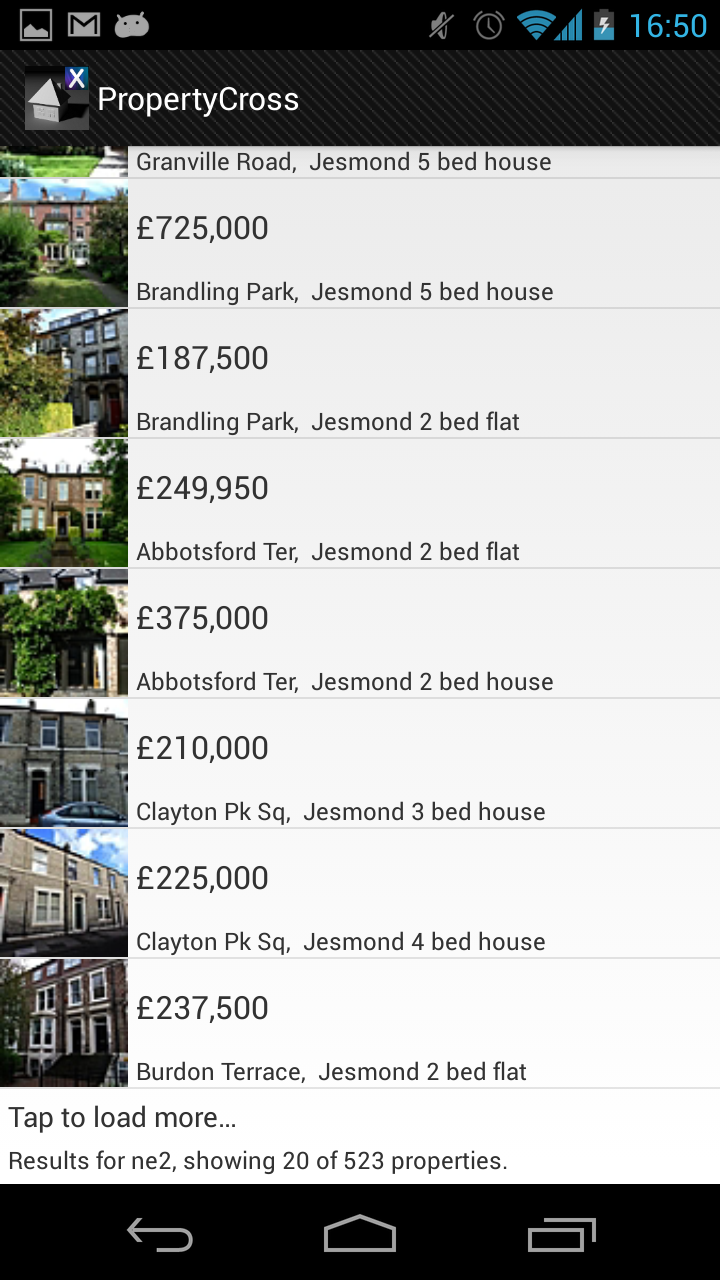 16:50
X
PropertyCross
Granville Road,  Jesmond 5 bed house
£725,000
Brandling Park,  Jesmond 5 bed house
£187,500
Brandling Park,  Jesmond 2 bed flat
£249,950
Abbotsford Ter,  Jesmond 2 bed flat
£375,000
Abbotsford Ter,  Jesmond 2 bed house
£210,000
Clayton Pk Sq,  Jesmond 3 bed house
£225,000
Clayton Pk Sq,  Jesmond 4 bed house
£237,500
Burdon Terrace,  Jesmond 2 bed flat
Tap to load more...
Results for ne2, showing 20 of 523 properties.